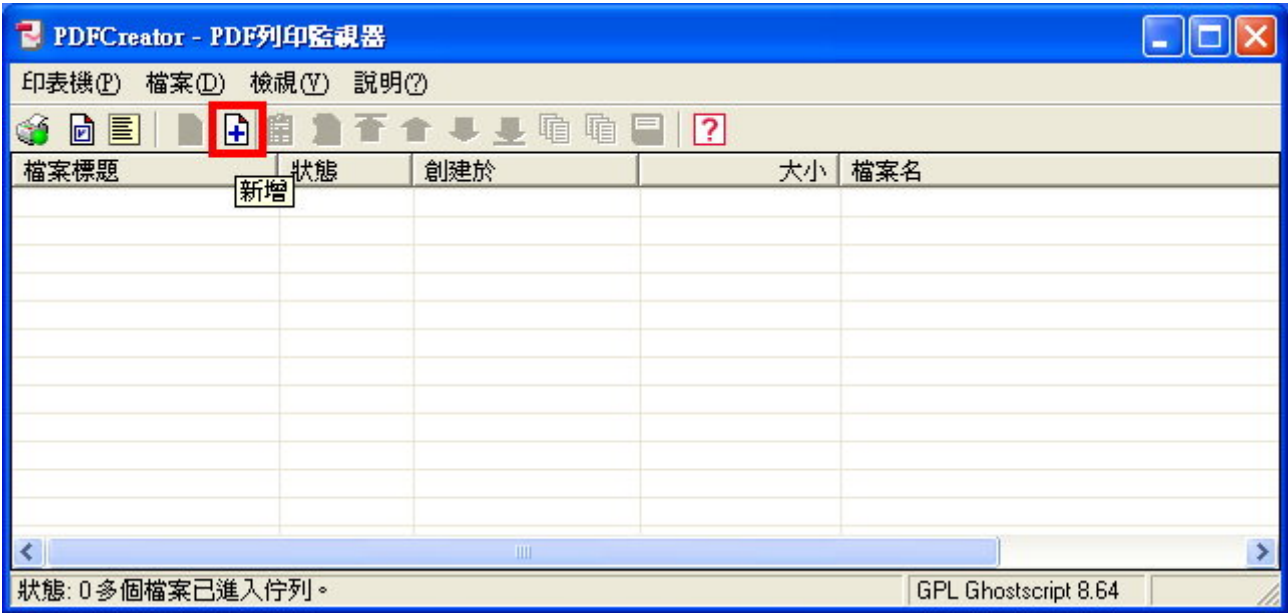 PDFCreator - PDF列印監視器
印表機(P) 檔案(D) 檢視(V) 說明(?)
檔案標題 狀態 創建於 大小 檔案名
新增
狀態: 0 多個檔案已進入佇列。 GPL Ghostscript 8.64